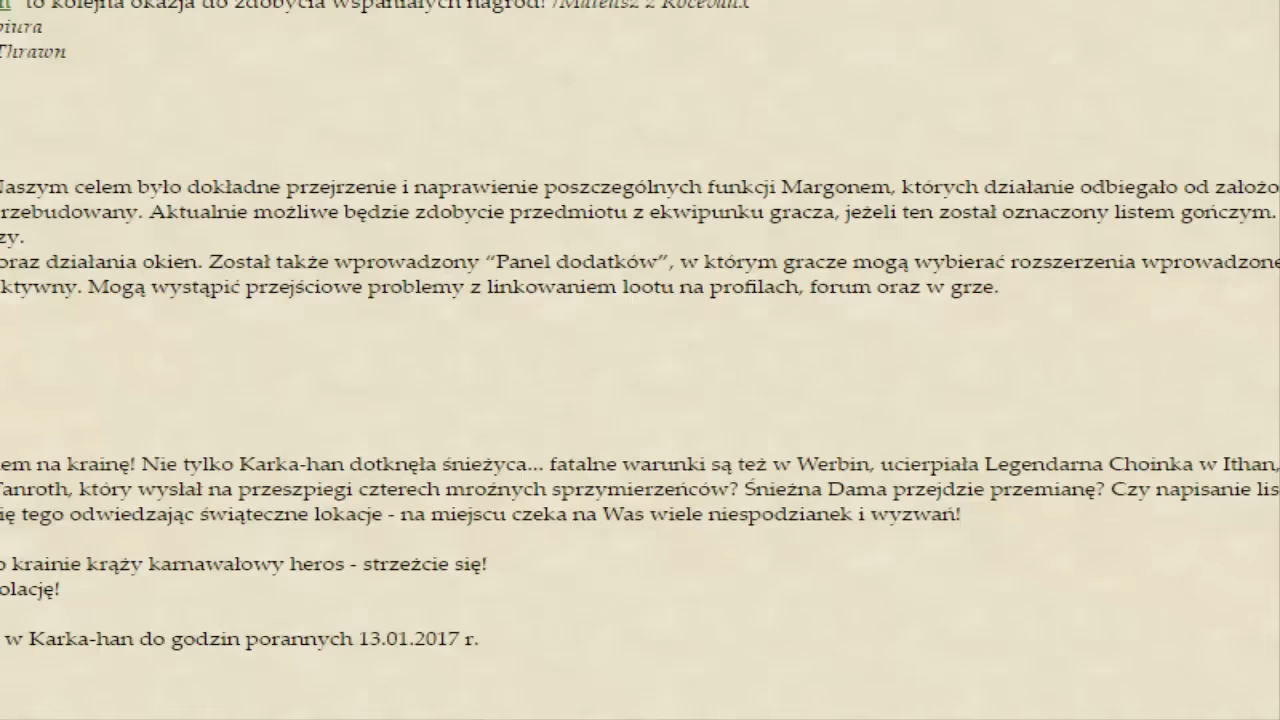 to kolejna okazja do zdobycia wspaniałych nagród! /Mateusz z Rocevaux
biura
Thrawn
Naszym celem było dokładne przejrzenie i naprawienie poszczególnych funkcji Margonem, których działanie odbiegało od założo
rzebudowany. Aktualnie możliwe będzie zdobycie przedmiotu z ekwipunku gracza, jeżeli ten został oznaczony listem gończym.
zy.
oraz działania okien. Został także wprowadzony “Panel dodatków”, w którym gracze mogą wybierać rozszerzenia wprowadzone
ktywny. Mogą wystąpić przejściowe problemy z linkowaniem lootu na profilach, forum oraz w grze.
em na krainę! Nie tylko Karka-han dotknęła śnieżyca... fatalne warunki są też w Werbin, ucierpiała Legendarna Choinka w Ithan,
Tanroth, który wysłał na przeszpiegi czterech mroźnych sprzymierzeńców? Śnieżna Dama przejdzie przemianę? Czy napisanie lis
ię tego odwiedzając świąteczne lokacje - na miejscu czeka na Was wiele niespodzianek i wyzwań!
o krainie krąży karnawałowy heros - strzeżcie się!
olację!
w Karka-han do godzin porannych 13.01.2017 r.